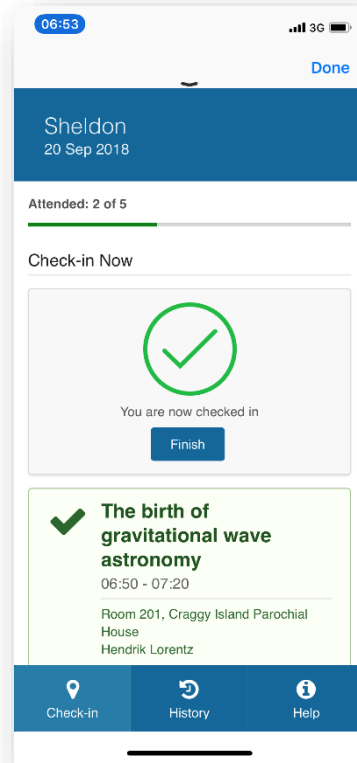 06:53
3G
Done
Sheldon
20 Sep 2018
Attended: 2 of 5
Check-in Now
You are now checked in
Finish
The birth of
gravitational wave
astronomy
06:50 - 07:20
Room 201, Craggy Island Parochial
House
Hendrik Lorentz
Check-in
History
Help